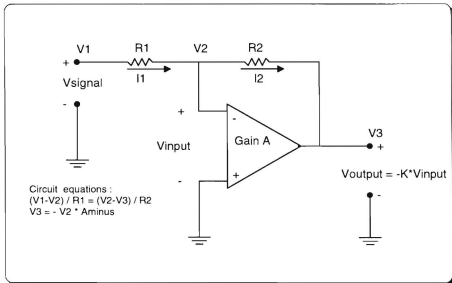 V1
R1
V2
R2
+
I1
I2
Vsignal
-
+
-
Vinput
Gain A
V3
+
-
+
Voutput = -K*Vinput
-
Circuit equations :
(V1-V2) / R1 = (V2-V3) / R2
V3 = - V2 * Aminus